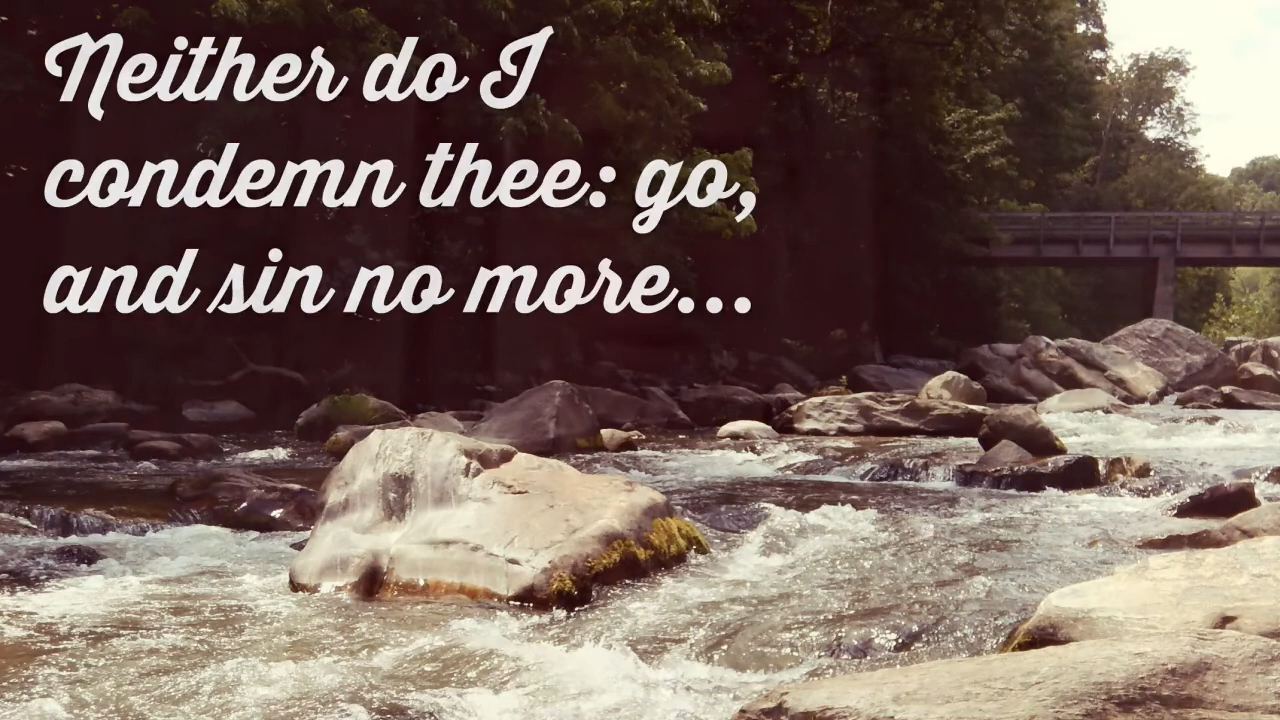 Neither do I
condemn thee: go,
and sin no more...